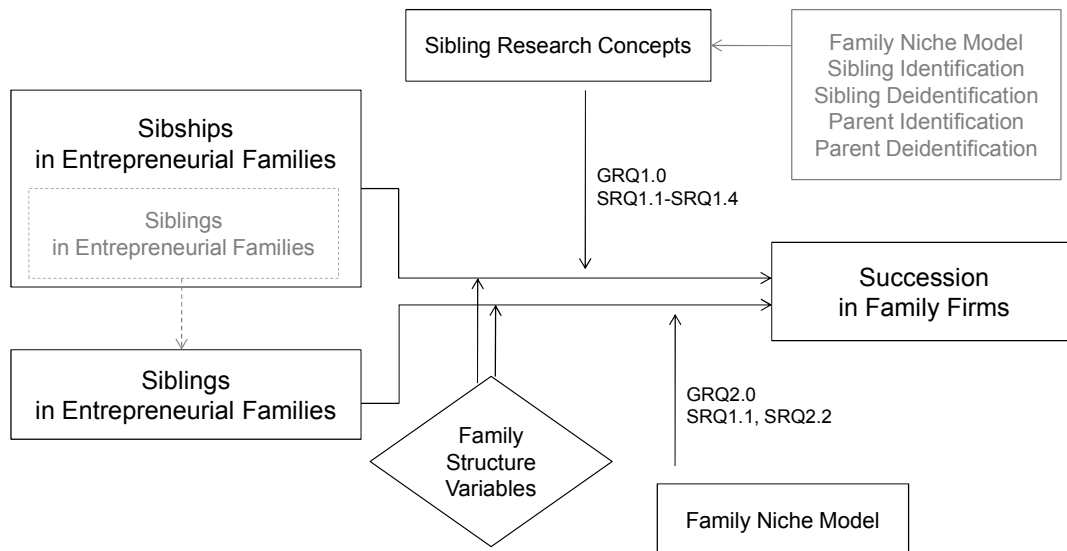 Sibling Research Concepts
Family Niche Model
Sibling Identification
Sibling Deidentification
Parent Identification
Parent Deidentification
Sibships
in Entrepreneurial Families
Siblings
in Entrepreneurial Families
GRQ1.0
SRQ1.1-SRQ1.4
Succession
in Family Firms
Siblings
in Entrepreneurial Families
Family
Structure
Variables
GRQ2.0
SRQ1.1, SRQ2.2
Family Niche Model